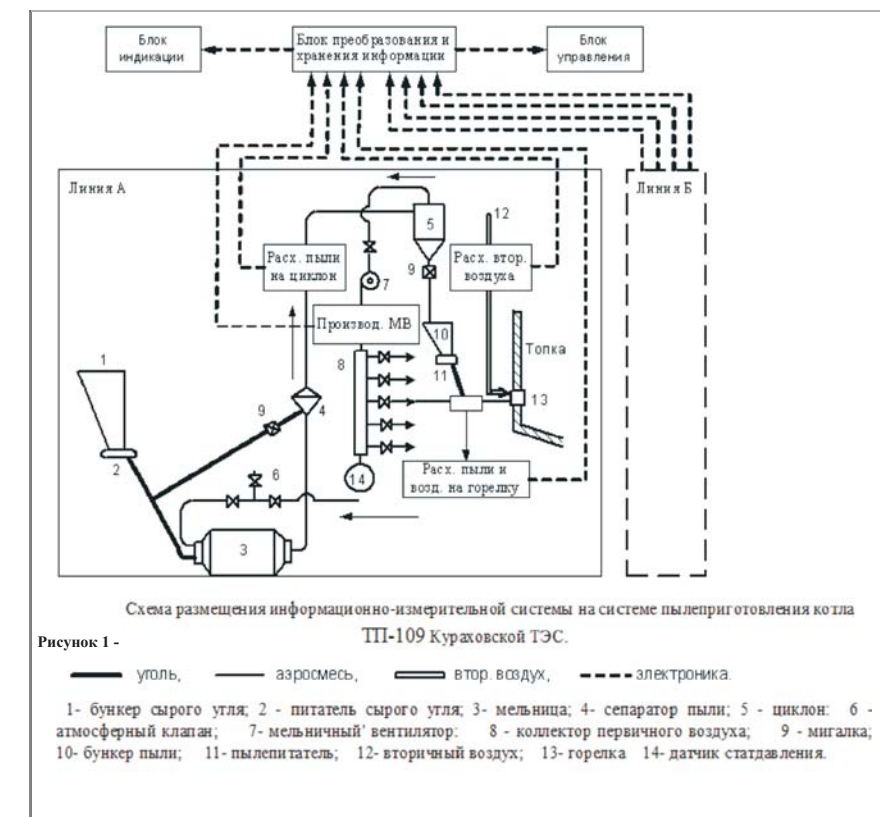 Блок
индикации
Блок преобразования и
хранения информации
Блок
управления
Линия А
Линия Б
5
12
Расх. пыли
на циклон
9
Расх. втор.
воздуха
7
Производ. МВ
10
Топка
1
8
11
13
9
4
2
6
14
Расх. пыли и
возд. на горелку
3
Схема размещения информационно-измерительной системы на системе пылеприготовления котла
Рисунок 1 - ТП-109 Кураховской ТЭС.
уголь, аэросмесь, втор. воздух, электроника.
1- бункер сырого угля; 2 - питатель сырого угля; 3- мельница; 4- сепаратор пыли; 5 - циклон: 6 -
атмосферный клапан; 7- мельничный' вентилятор: 8 - коллектор первичного воздуха; 9 - мигалка;
10- бункер пыли; 11- пылепитатель; 12- вторичный воздух; 13- горелка 14- датчик статдавления.